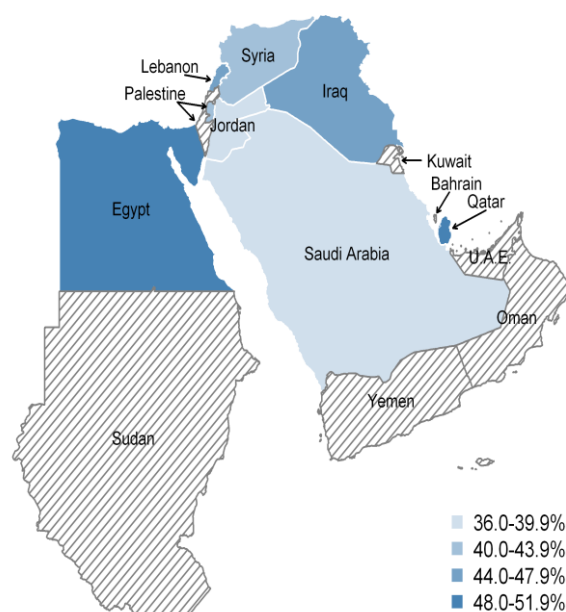 Syria
Lebanon
Iraq
Palestine
Jordan
Kuwait
Bahrain
Qatar
Egypt
Saudi Arabia
U.A.E.
Oman
Yemen
Sudan
36.0-39.9%
40.0-43.9%
44.0-47.9%
48.0-51.9%